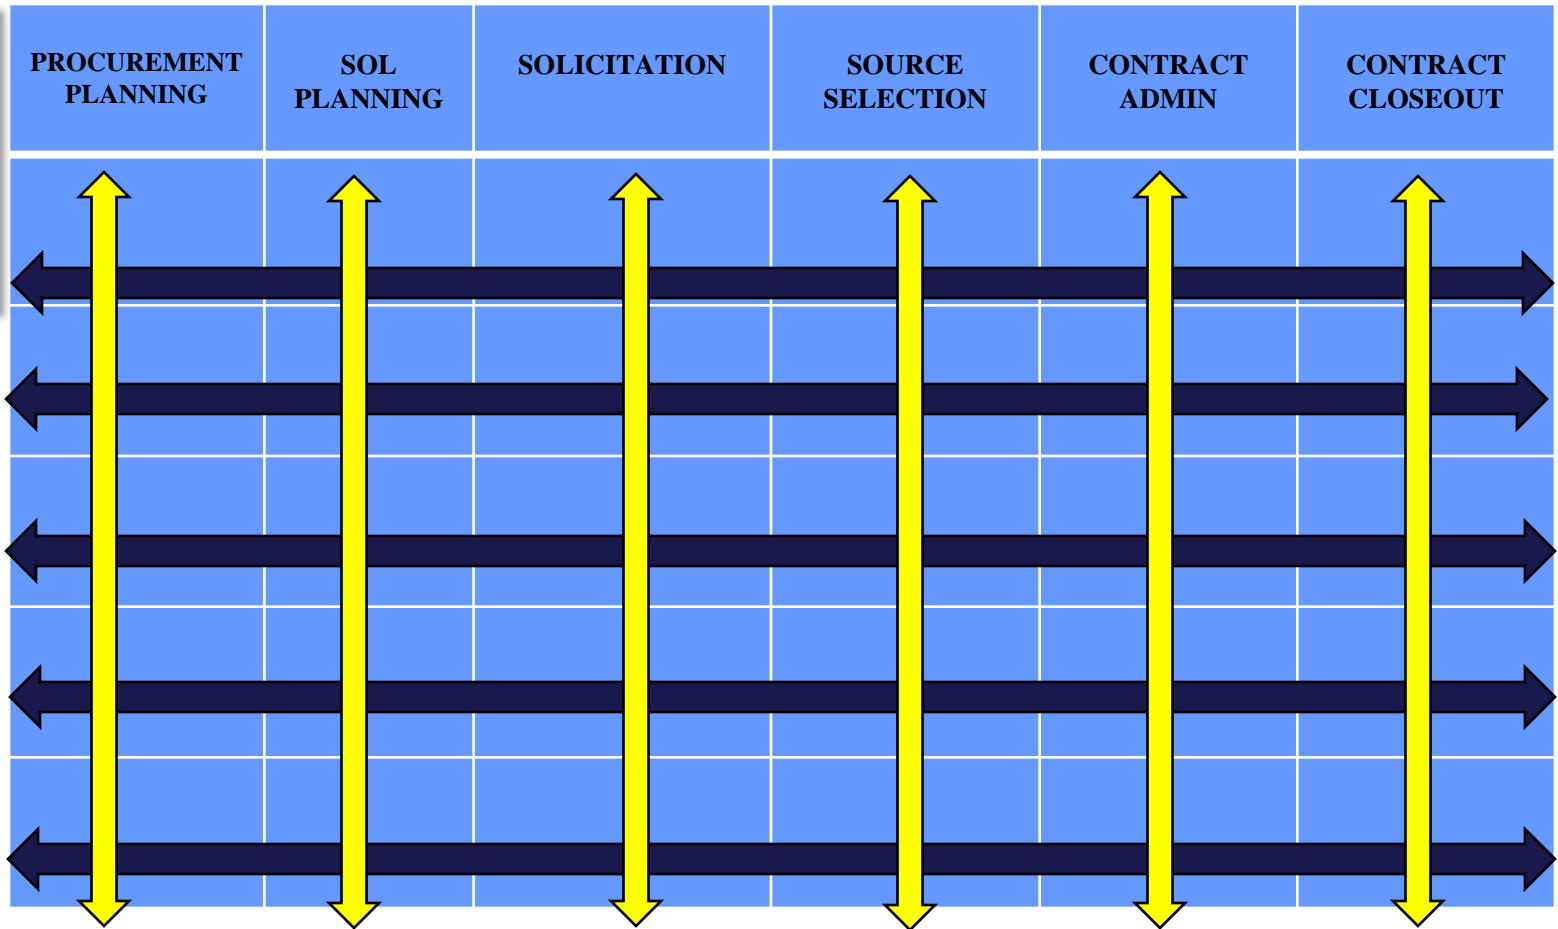 PROCUREMENT
PLANNING
SOL
PLANNING
SOLICITATION
SOURCE
SELECTION
CONTRACT
ADMIN
CONTRACT
CLOSEOUT